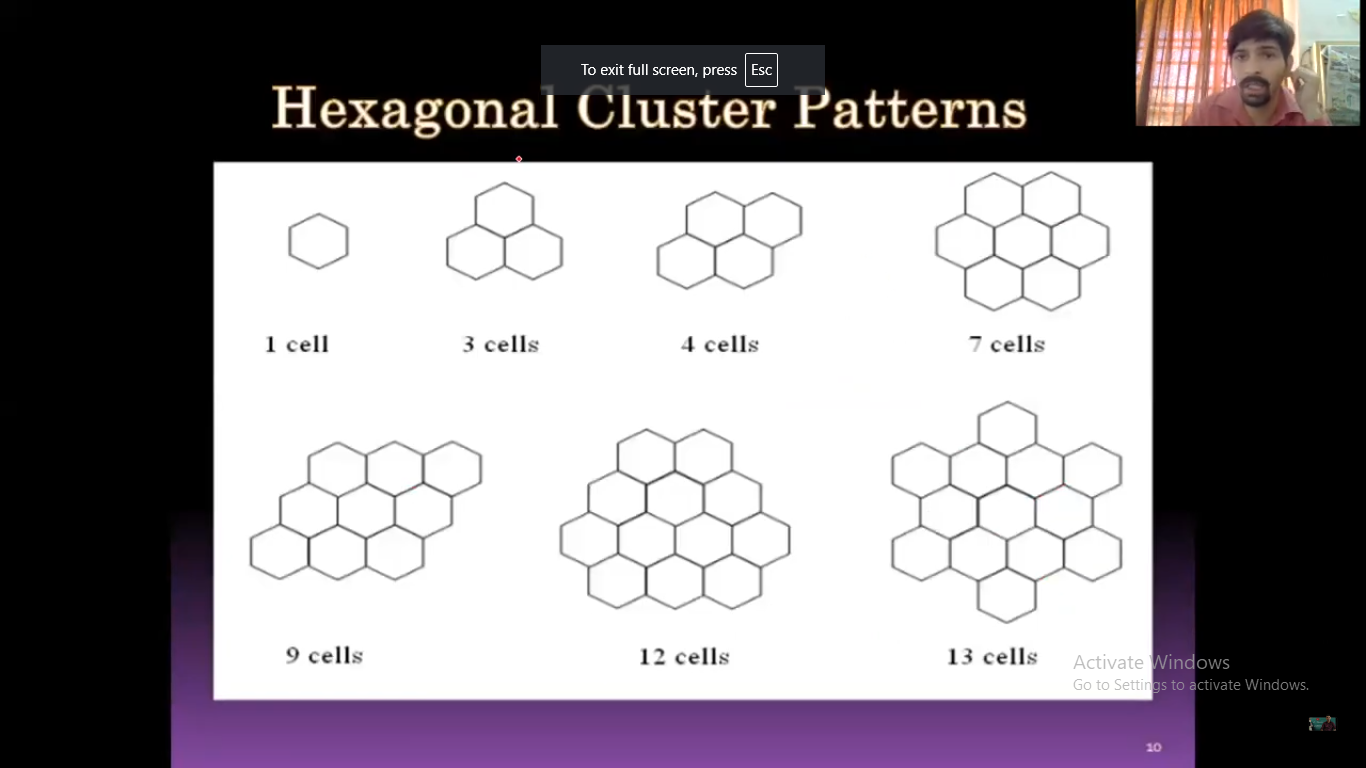 To exit full screen, press Esc
Hexagonal Cluster Patterns
1 cell
3 cells
4 cells
7 cells
9 cells
12 cells
13 cells
Activate Windows
Go to Settings to activate Windows.
10